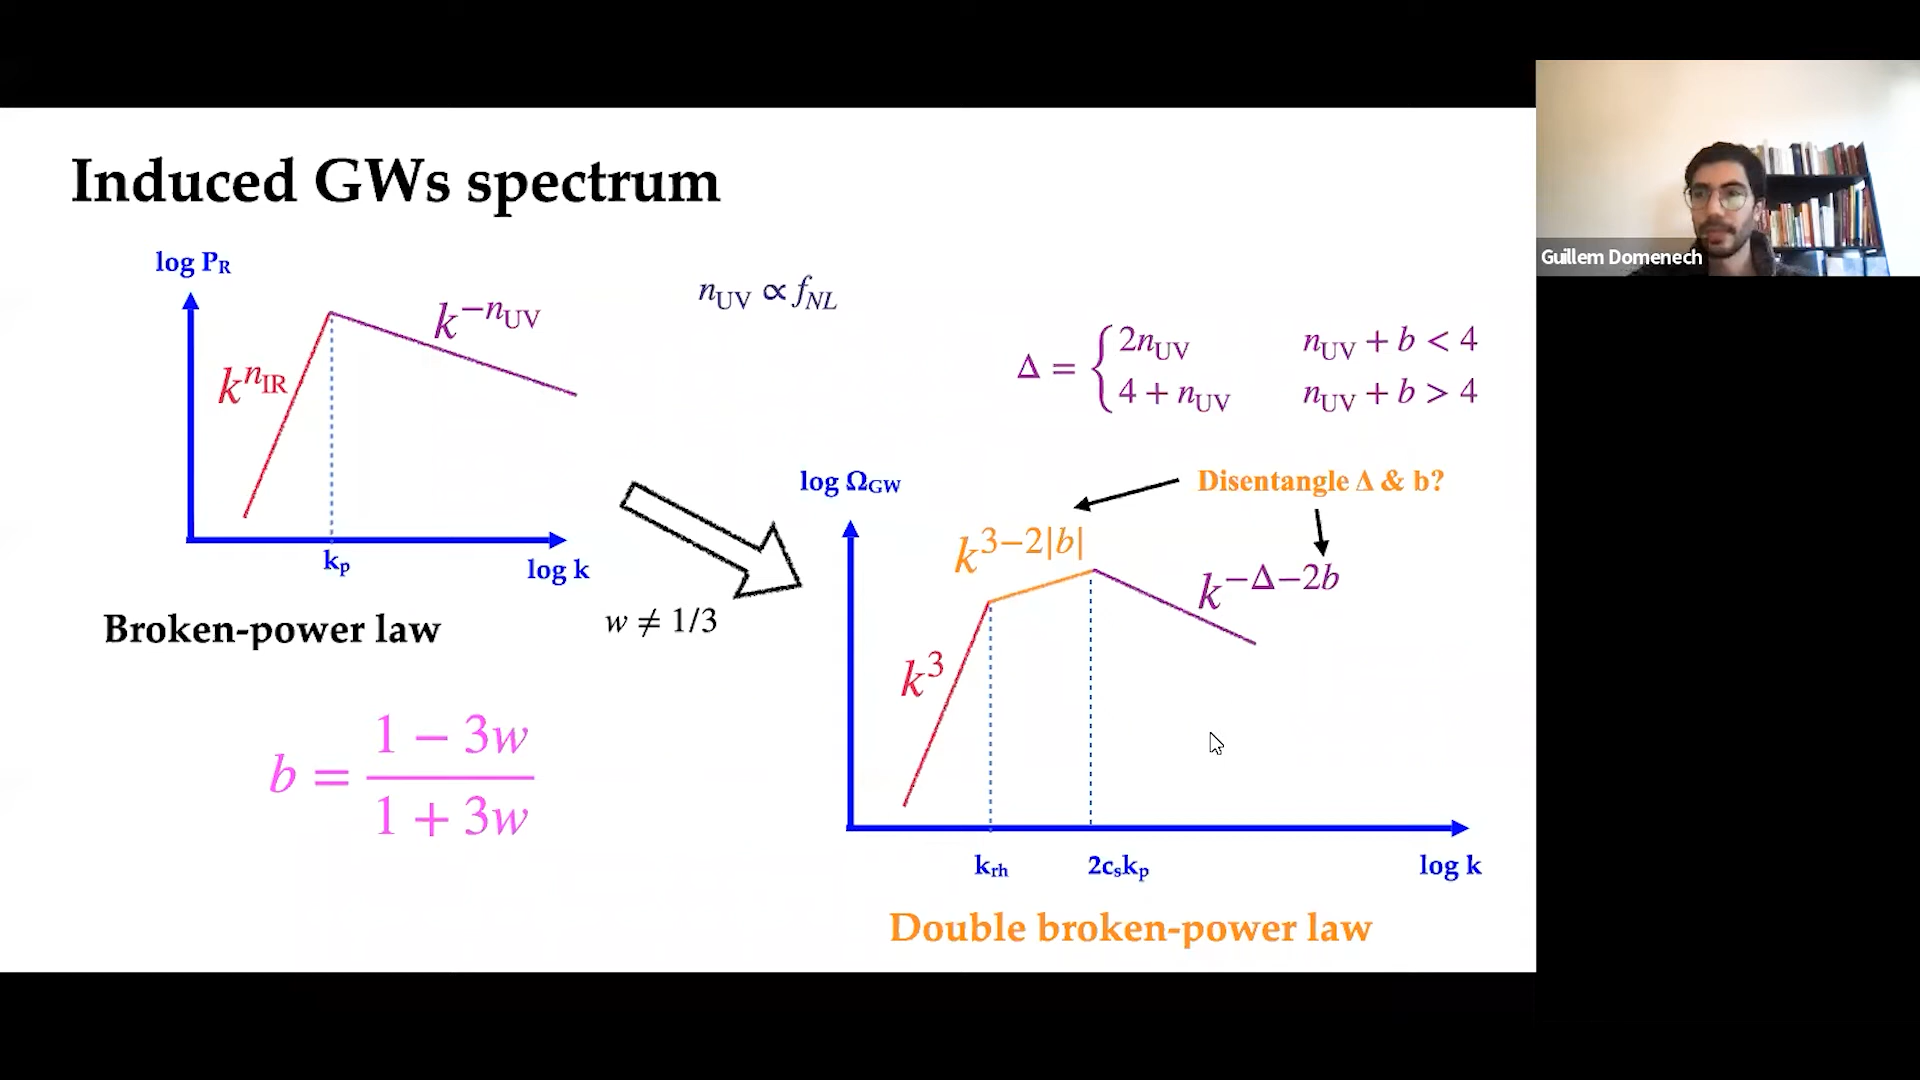 Induced GWs spectrum
log P_R
k^{n_IR}
k^{-n_UV}
k_p
log k
Broken-power law
n_UV ∝ f_NL
w ≠ 1/3
b = \frac{1 - 3w}{1 + 3w}
Δ = { 2n_UV    n_UV + b < 4
4 + n_UV    n_UV + b > 4
Disentangle Δ & b?
log Ω_GW
k^3
k^{3-2|b|}
k^{-Δ-2b}
k_rh
2c_sk_p
log k
Double broken-power law
Guillem Domenech